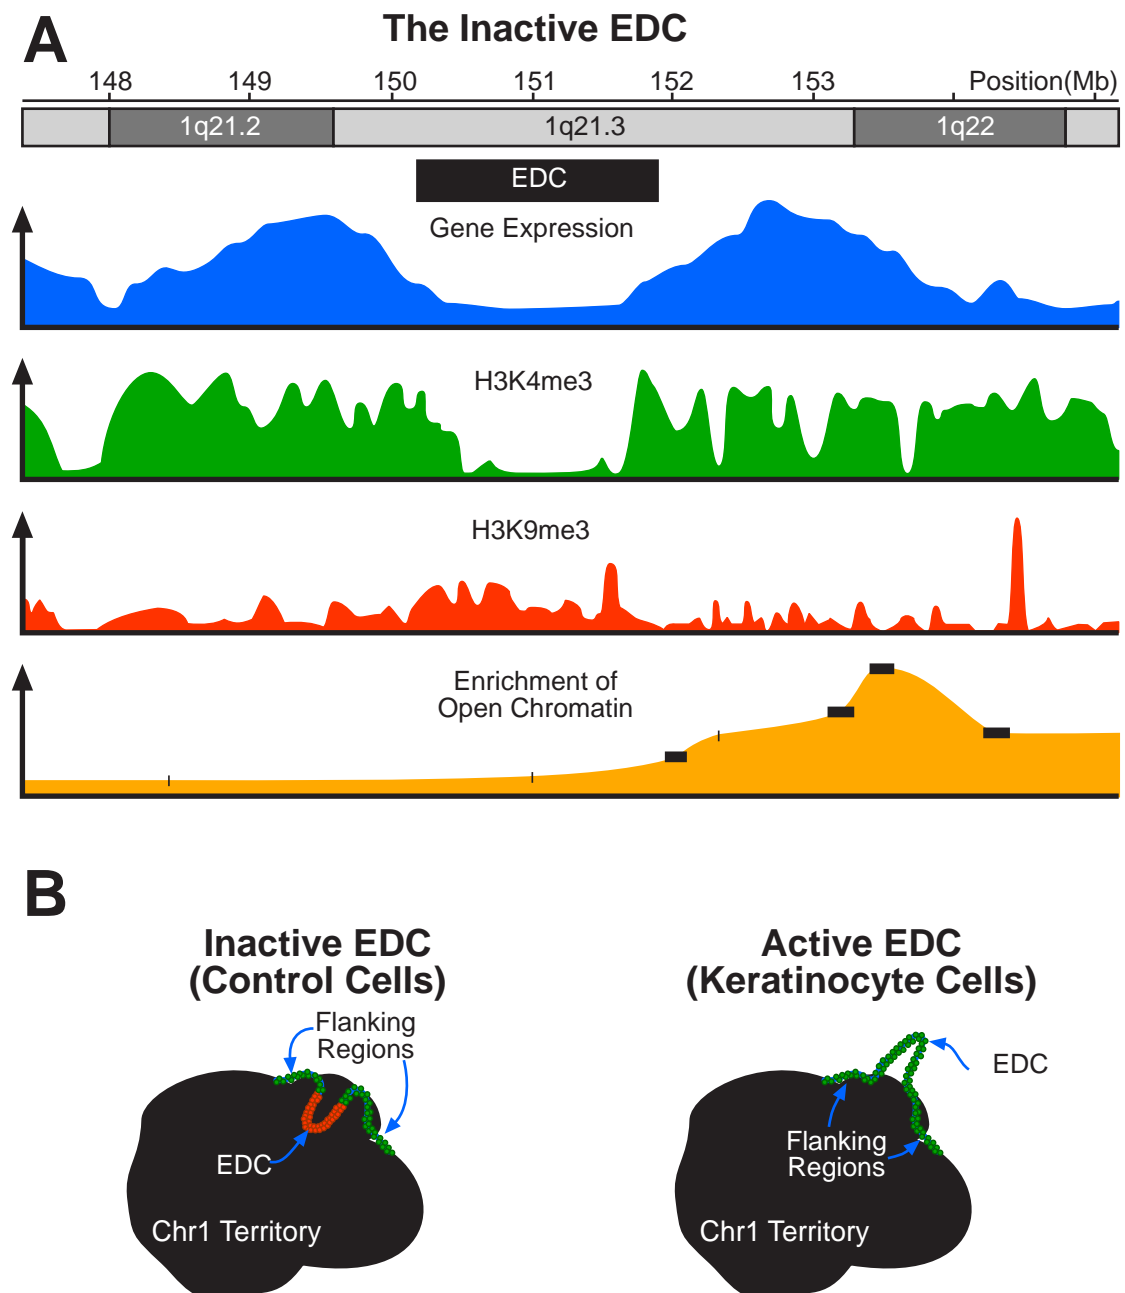 A
The Inactive EDC
148 149 150 151 152 153 Position(Mb)
1q21.2 1q21.3 1q22
EDC
Gene Expression
H3K4me3
H3K9me3
Enrichment of
Open Chromatin
B
Inactive EDC
(Control Cells)
Flanking
Regions
EDC
Chr1 Territory
Active EDC
(Keratinocyte Cells)
EDC
Flanking
Regions
Chr1 Territory